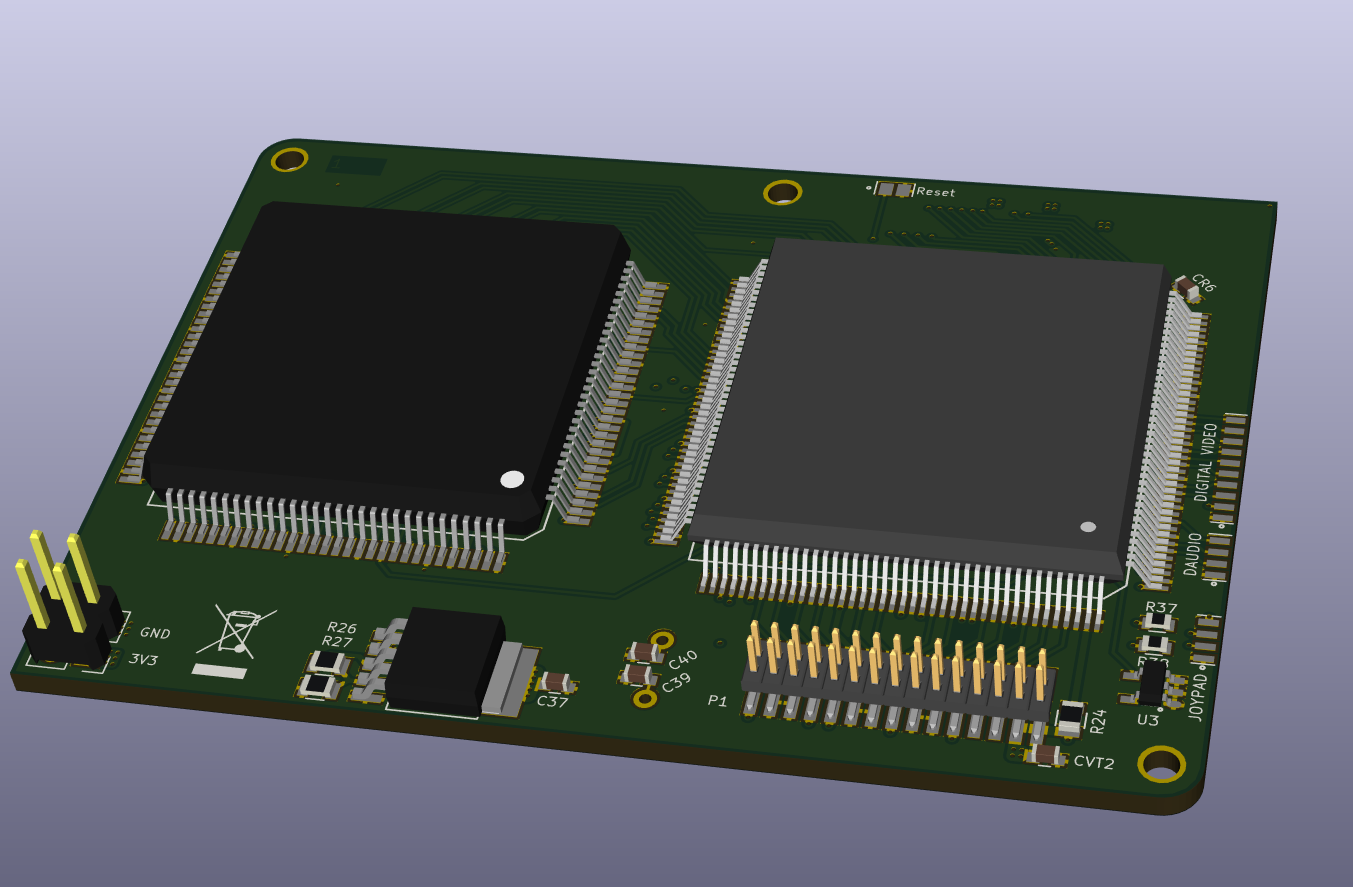 Reset
CR6
DIGITAL VIDEO
DAUDIO
R37
GND
3V3
R26
R27
C40
C39
C37
P1
R24
U3
JOYPAD
CVT2